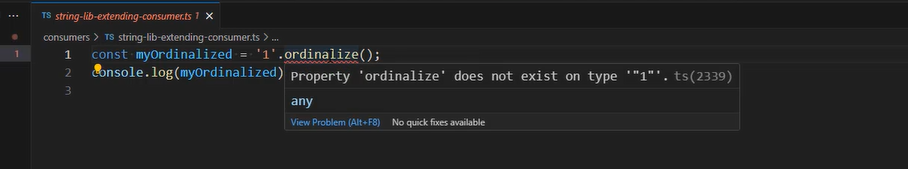 ··· TS string-lib-extending-consumer.ts 1 ×
consumers > TS string-lib-extending-consumer.ts > ...
1 1 const myOrdinalized = '1'.ordinalize();
2 console.log(myOrdinalized)
Property 'ordinalize' does not exist on type '"1"'. ts(2339)
3
any
View Problem (Alt+F8) No quick fixes available